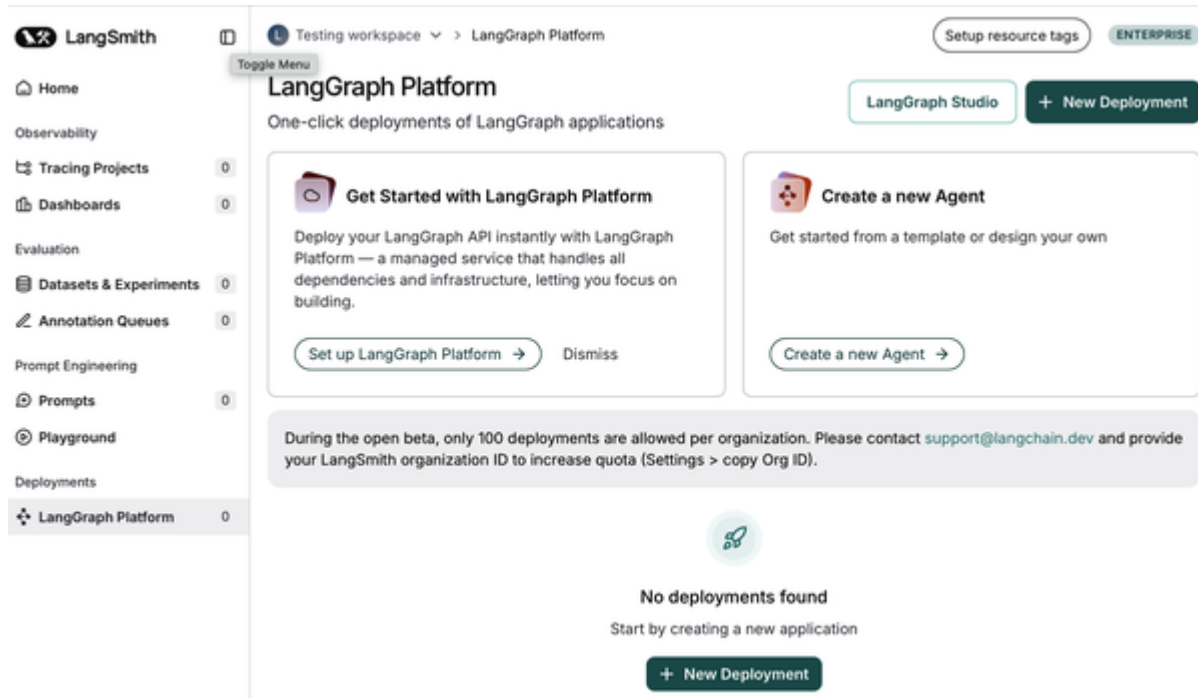 LangSmith
Toggle Menu
Home
Observability
Tracing Projects 0
Dashboards 0
Evaluation
Datasets & Experiments 0
Annotation Queues 0
Prompt Engineering
Prompts 0
Playground
Deployments
LangGraph Platform 0
L Testing workspace > LangGraph Platform
Setup resource tags
ENTERPRISE
LangGraph Platform
One-click deployments of LangGraph applications
LangGraph Studio
+ New Deployment
Get Started with LangGraph Platform
Deploy your LangGraph API instantly with LangGraph
Platform — a managed service that handles all
dependencies and infrastructure, letting you focus on
building.
Set up LangGraph Platform →
Dismiss
Create a new Agent
Get started from a template or design your own
Create a new Agent →
During the open beta, only 100 deployments are allowed per organization. Please contact support@langchain.dev and provide
your LangSmith organization ID to increase quota (Settings > copy Org ID).
No deployments found
Start by creating a new application
+ New Deployment